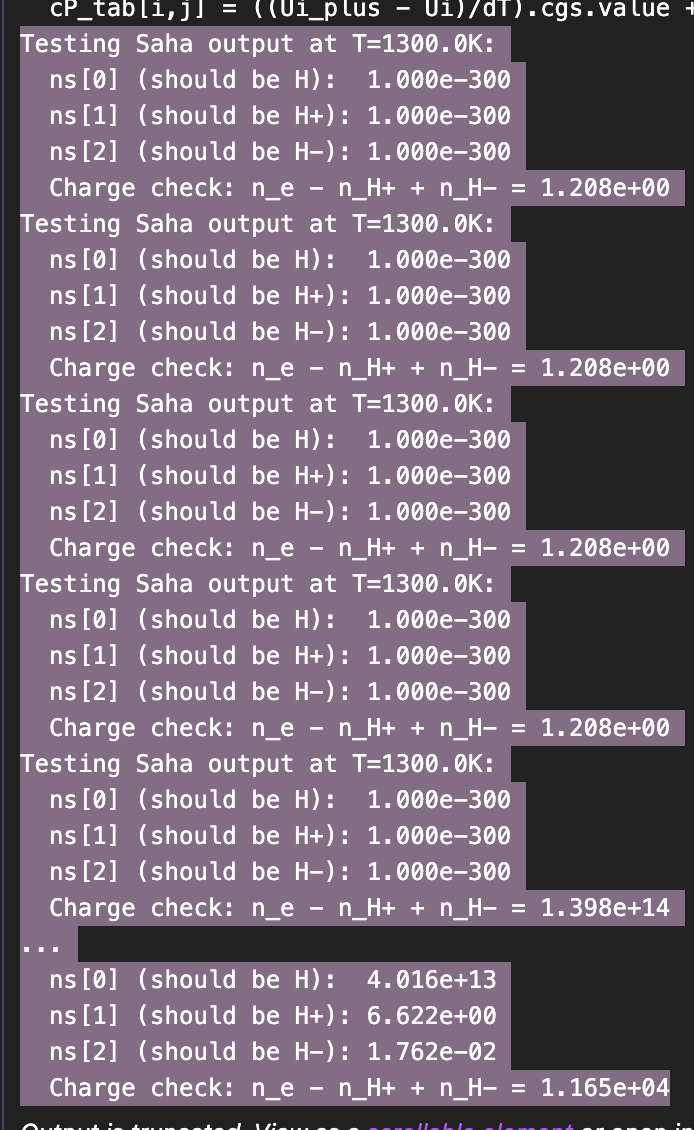 cP_tab[i,j] = ((Ui_plus - Ui)/dT).cgs.value +
Testing Saha output at T=1300.0K:
  ns[0] (should be H):  1.000e-300
  ns[1] (should be H+): 1.000e-300
  ns[2] (should be H-): 1.000e-300
  Charge check: n_e - n_H+ + n_H- = 1.208e+00
Testing Saha output at T=1300.0K:
  ns[0] (should be H):  1.000e-300
  ns[1] (should be H+): 1.000e-300
  ns[2] (should be H-): 1.000e-300
  Charge check: n_e - n_H+ + n_H- = 1.208e+00
Testing Saha output at T=1300.0K:
  ns[0] (should be H):  1.000e-300
  ns[1] (should be H+): 1.000e-300
  ns[2] (should be H-): 1.000e-300
  Charge check: n_e - n_H+ + n_H- = 1.208e+00
Testing Saha output at T=1300.0K:
  ns[0] (should be H):  1.000e-300
  ns[1] (should be H+): 1.000e-300
  ns[2] (should be H-): 1.000e-300
  Charge check: n_e - n_H+ + n_H- = 1.208e+00
Testing Saha output at T=1300.0K:
  ns[0] (should be H):  1.000e-300
  ns[1] (should be H+): 1.000e-300
  ns[2] (should be H-): 1.000e-300
  Charge check: n_e - n_H+ + n_H- = 1.398e+14
...
  ns[0] (should be H):  4.016e+13
  ns[1] (should be H+): 6.622e+00
  ns[2] (should be H-): 1.762e-02
  Charge check: n_e - n_H+ + n_H- = 1.165e+04
Output is truncated. View as a scrollable element or open in